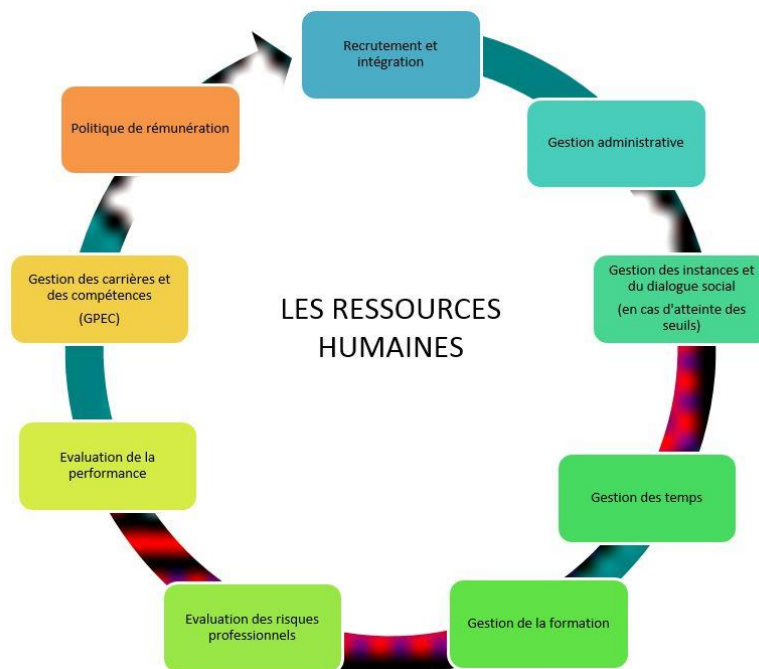 Recrutement et
intégration
Gestion administrative
Gestion des instances et
du dialogue social
(en cas d'atteinte des
seuils)
Gestion des temps
Gestion de la formation
Evaluation des risques
professionnels
Evaluation de la
performance
Gestion des carrières et
des compétences
(GPEC)
Politique de rémunération
LES RESSOURCES
HUMAINES